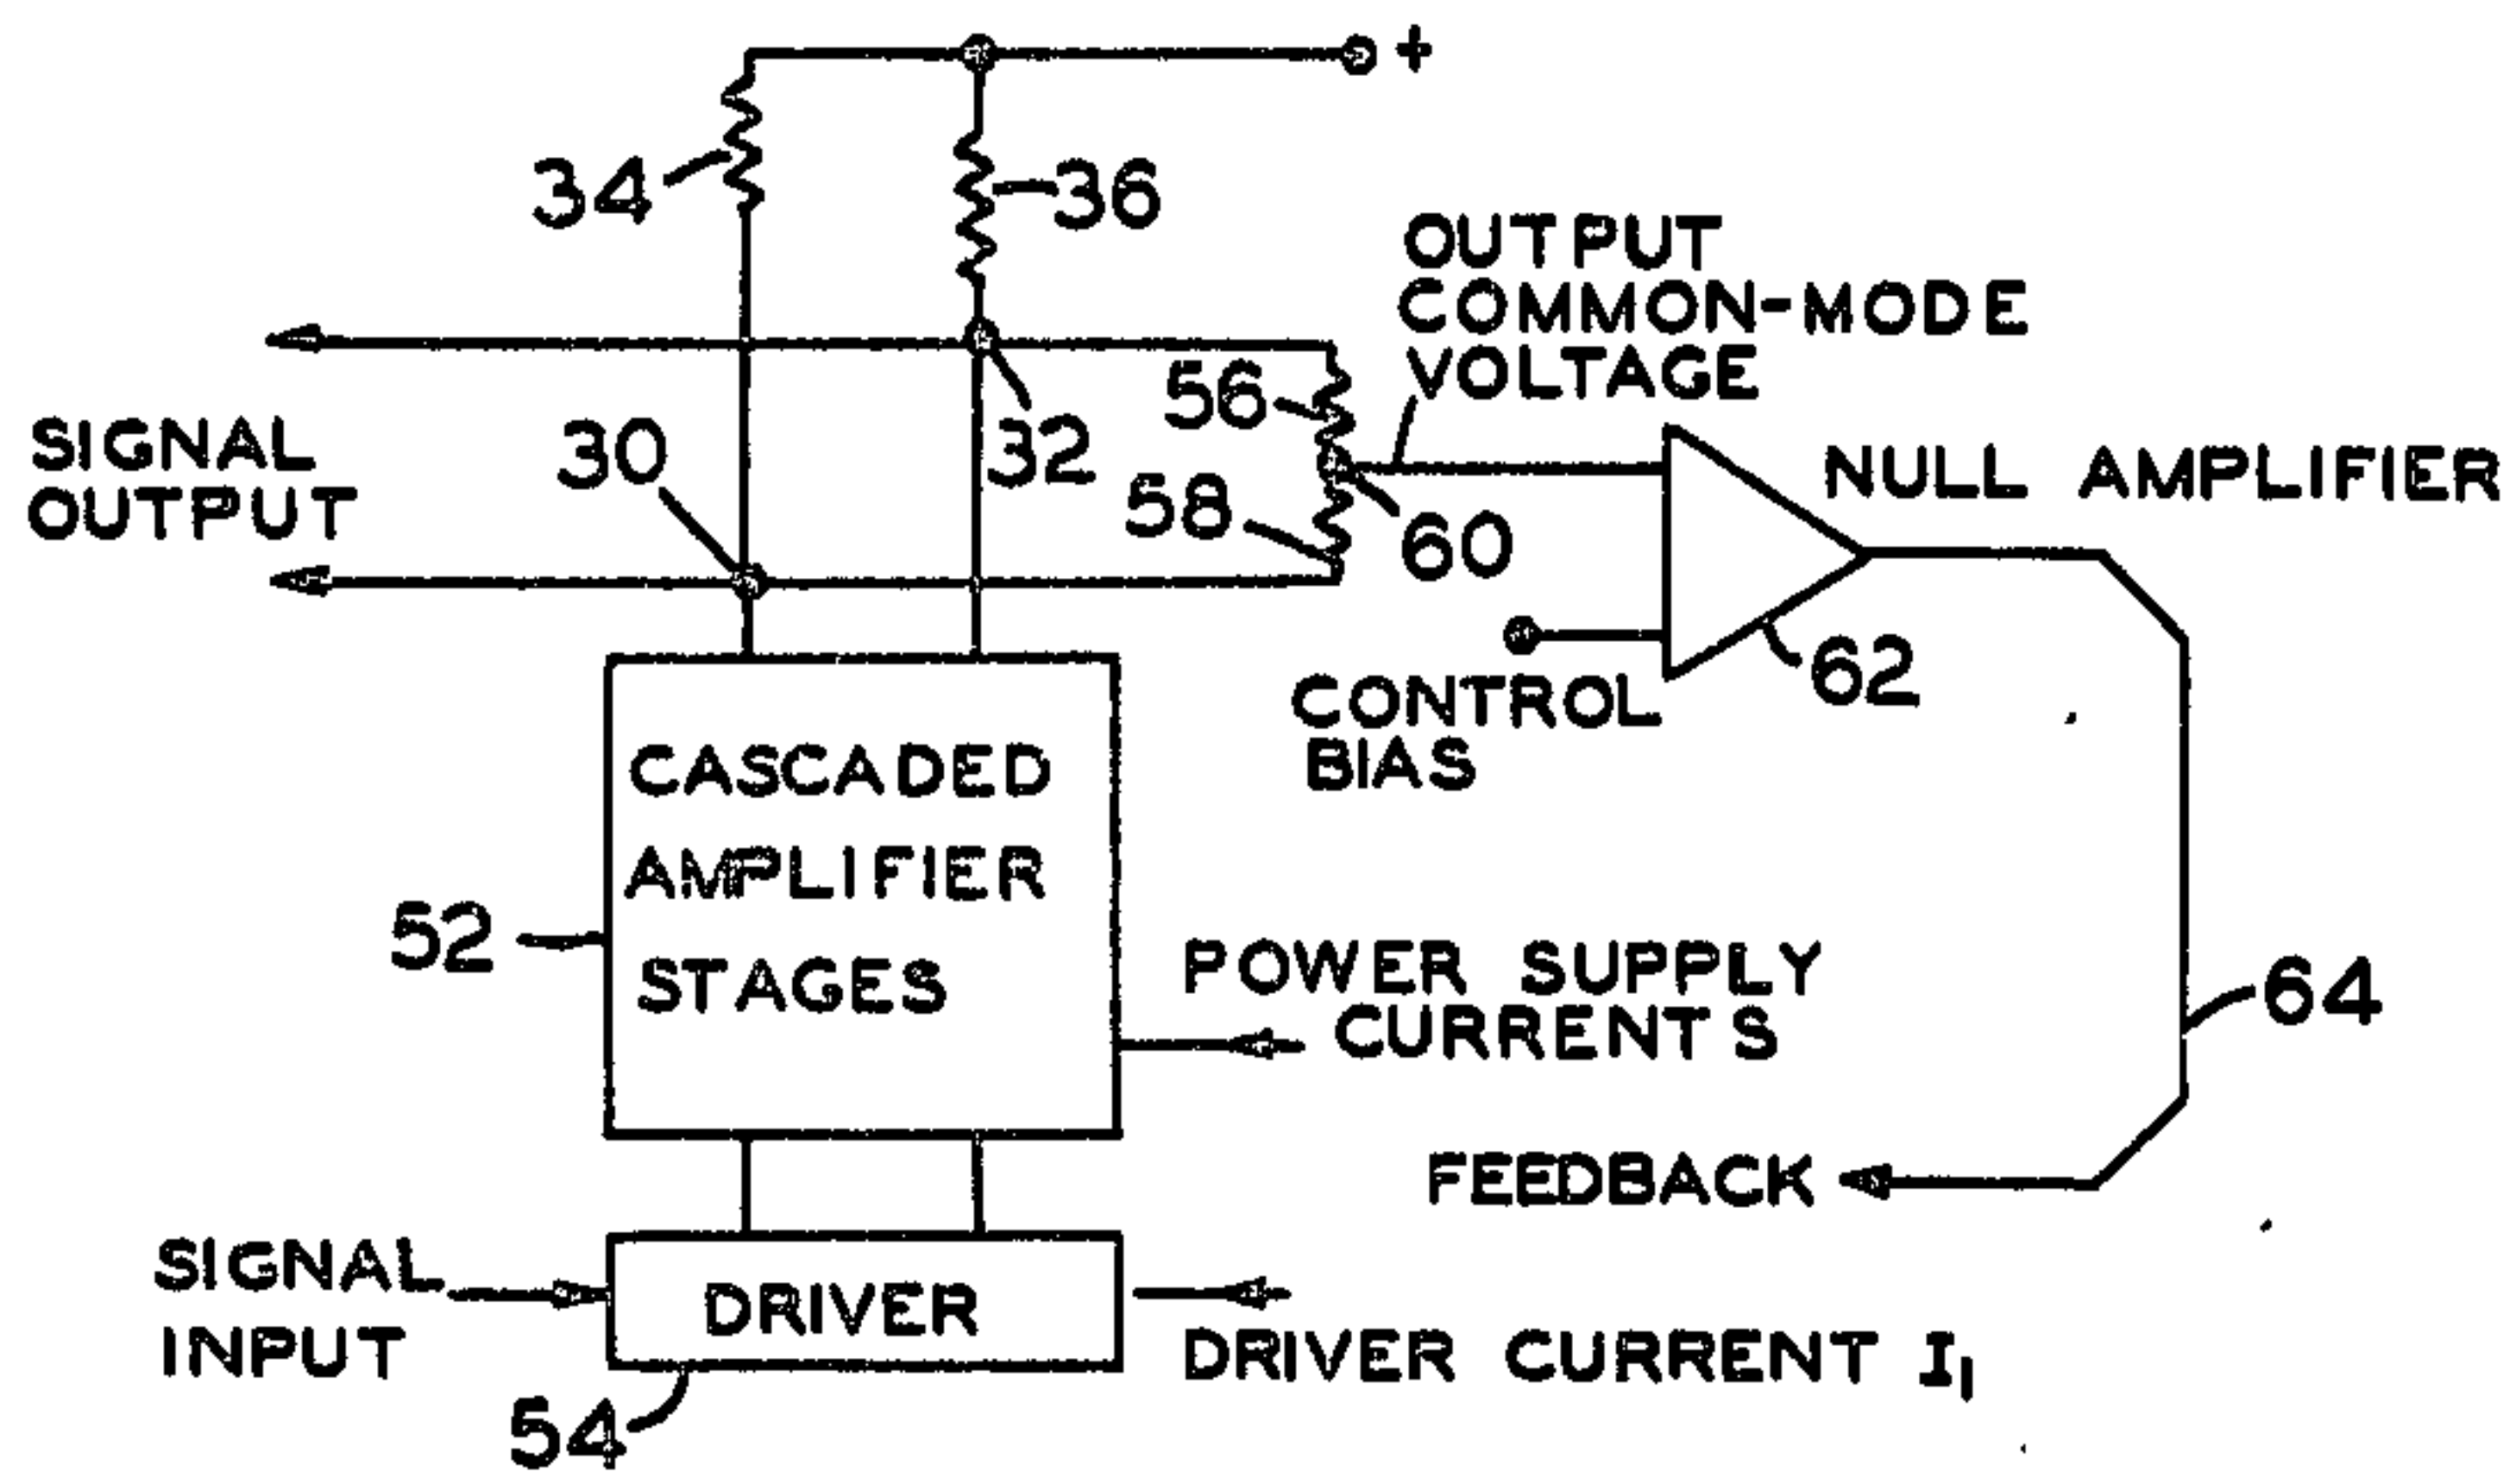 +
34
36
OUTPUT
COMMON-MODE
VOLTAGE
56
SIGNAL
OUTPUT
30
32
58
60
NULL AMPLIFIER
CONTROL
BIAS
62
CASCADED
AMPLIFIER
STAGES
52
POWER SUPPLY
CURRENTS
64
FEEDBACK
SIGNAL
INPUT
DRIVER
DRIVER CURRENT I₁
54